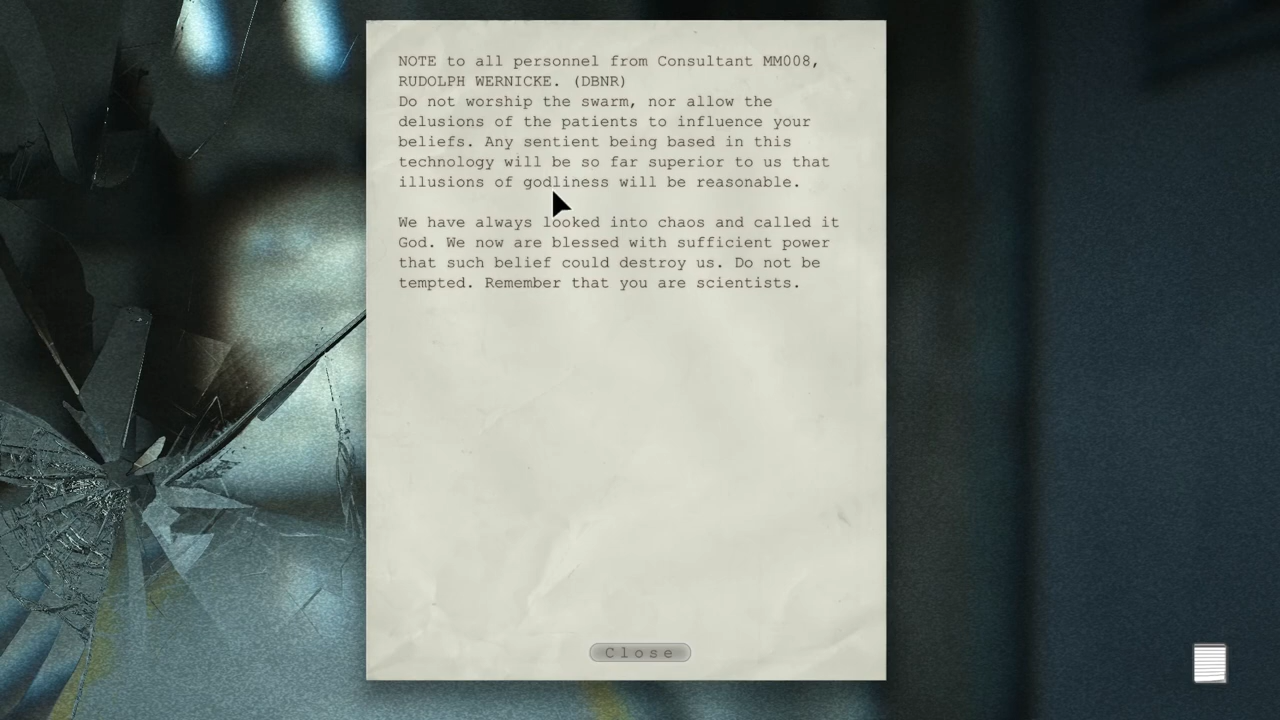 NOTE to all personnel from Consultant MM008,
RUDOLPH WERNICKE. (DBNR)
Do not worship the swarm, nor allow the
delusions of the patients to influence your
beliefs. Any sentient being based in this
technology will be so far superior to us that
illusions of godliness will be reasonable.

We have always looked into chaos and called it
God. We now are blessed with sufficient power
that such belief could destroy us. Do not be
tempted. Remember that you are scientists.
Close